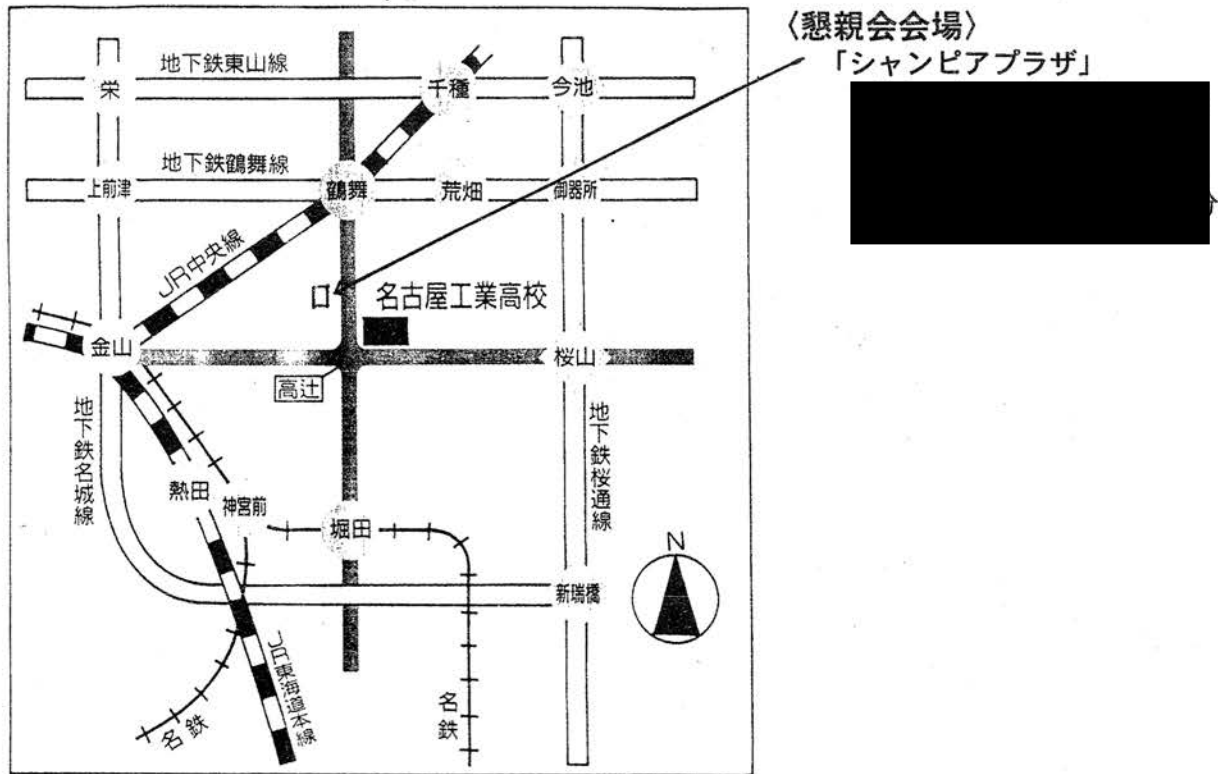 〈懇親会会場〉
「シャンピアプラザ」
地下鉄東山線
栄
千種
今池
地下鉄鶴舞線
上前津
鶴舞
荒畑
御器所
JR中央線
名古屋工業高校
金山
桜山
高辻
地下鉄名城線
地下鉄桜通線
熱田
神宮前
堀田
N
新瑞橋
JR東海道本線
名鉄
名鉄